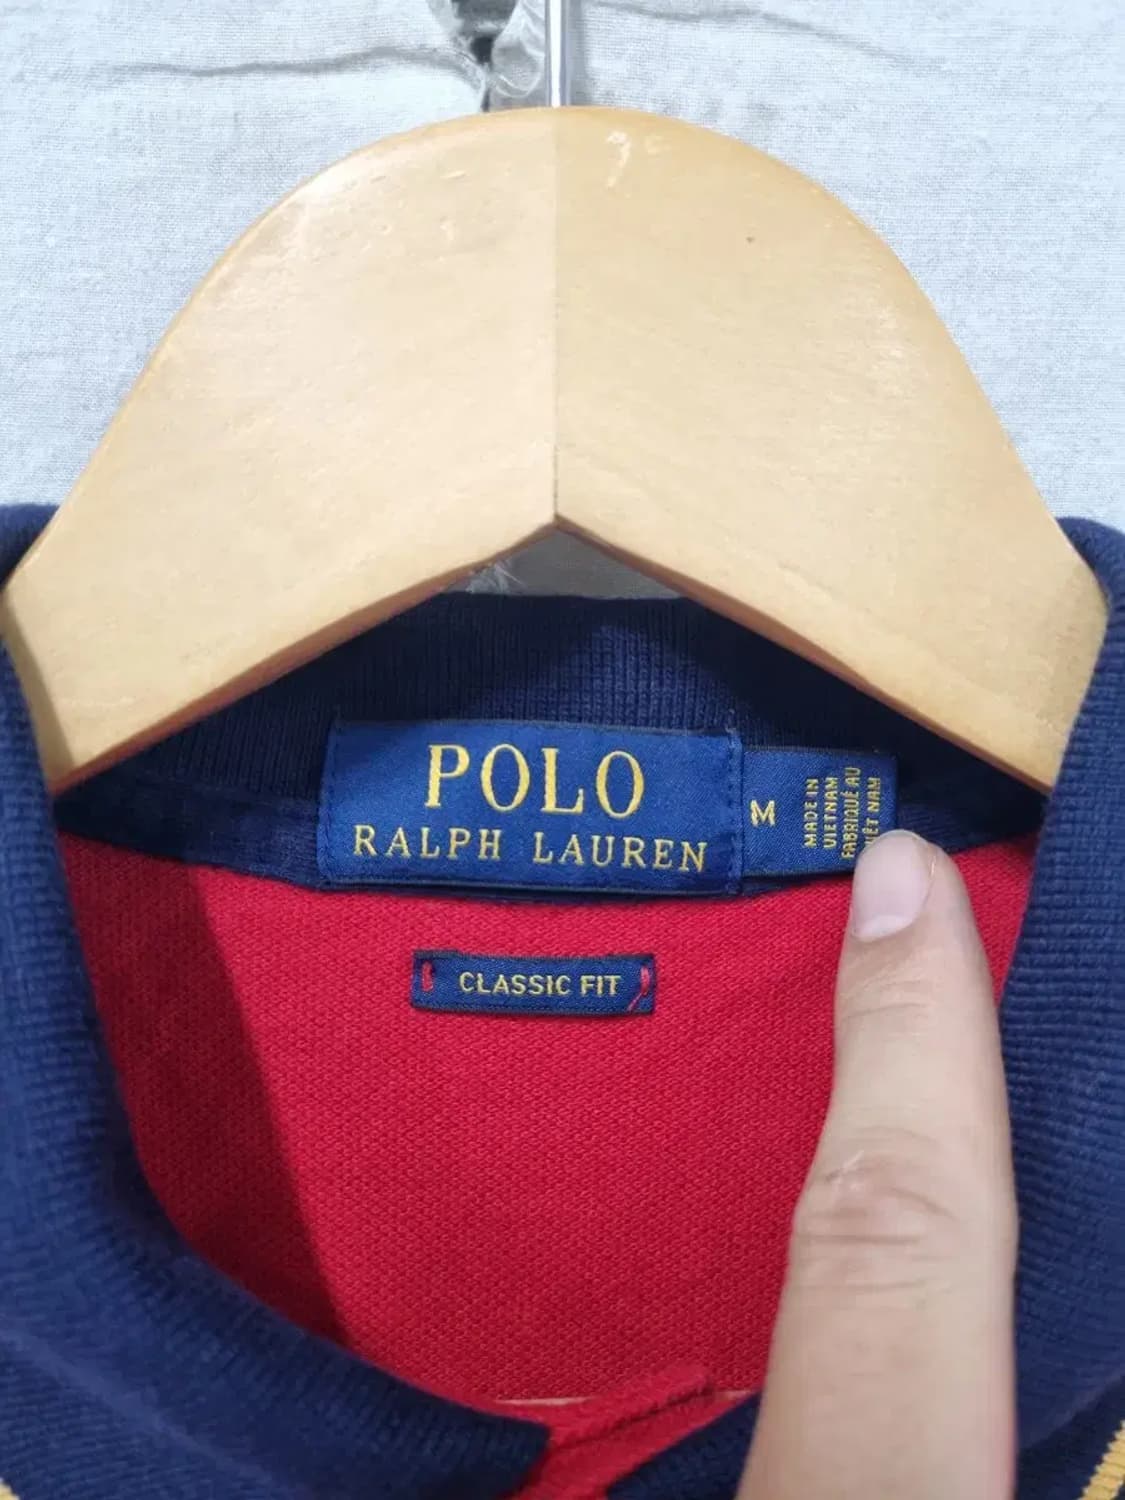 POLO
RALPH LAUREN
M
MADE IN
VIETNAM
FABRIQUÉ AU
CLASSIC FIT